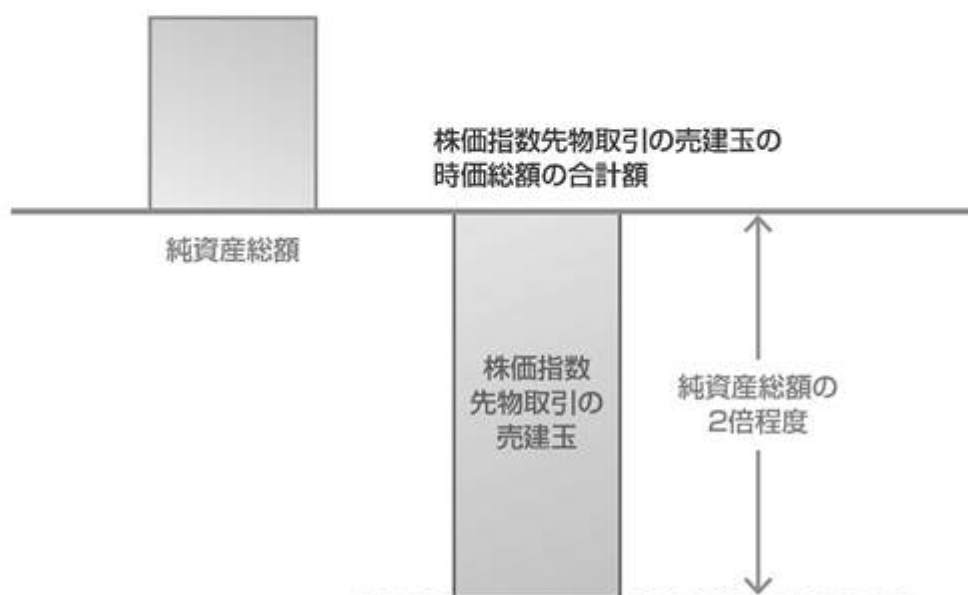 株価指数先物取引の売建玉の
時価総額の合計額
純資産総額
株価指数
先物取引の
売建玉
純資産総額の
2倍程度